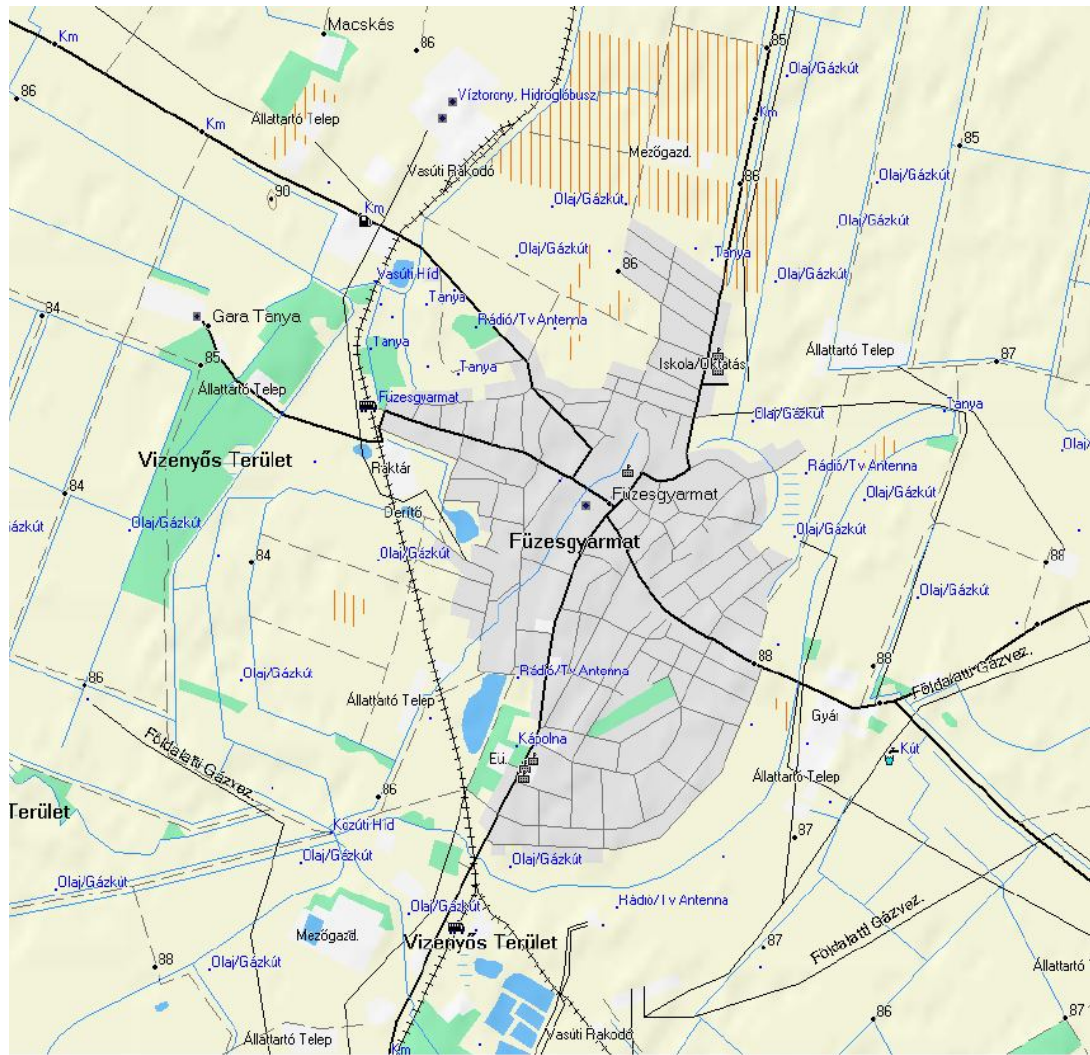 Macskás
86
85
Km
Olaj/Gázkút
86
Víztorony, Hidroglóbusz
Km
Állattartó Telep
Km
85
Mezőgazd.
Vasúti Rakodó
86
90
Km
Olaj/Gázkút
Olaj/Gázkút
Olaj/Gázkút
Olaj/Gázkút
Tanya
86
Olaj/Gázkút
Vasúti Híd
Tanya
84
Gara Tanya
Rádió/Tv Antenna
Tanya
Állattartó Telep
85
Tanya
Iskola/Oktatás
87
Állattartó Telep
Füzesgyarmat
Olaj/Gázkút
Tanya
Vizenyős Terület
Raktár
Rádió/Tv Antenna
Olaj/G
84
Füzesgyarmat
Olaj/Gázkút
Derítő
Olaj/Gázkút
ázkút
Olaj/Gázkút
Füzesgyarmat
Olaj/Gázkút
84
88
Olaj/Gázkút
88
88
Rádió/Tv Antenna
Olaj/Gázkút
86
Földalatti Gázvez.
Állattartó Telep
Gyár
Kápolna
Kút
Eü.
Földalatti Gázvez.
Állattartó Telep
86
Terület
Közúti Híd
87
Olaj/Gázkút
Olaj/Gázkút
Olaj/Gázkút
Rádió/Tv Antenna
Olaj/Gázkút
Mezőgazd.
Vizenyős Terület
87
Földalatti Gázvez.
88
Olaj/Gázkút
Állattartó
86
87
Vasúti Rakodó
Állattartó Telep
Km